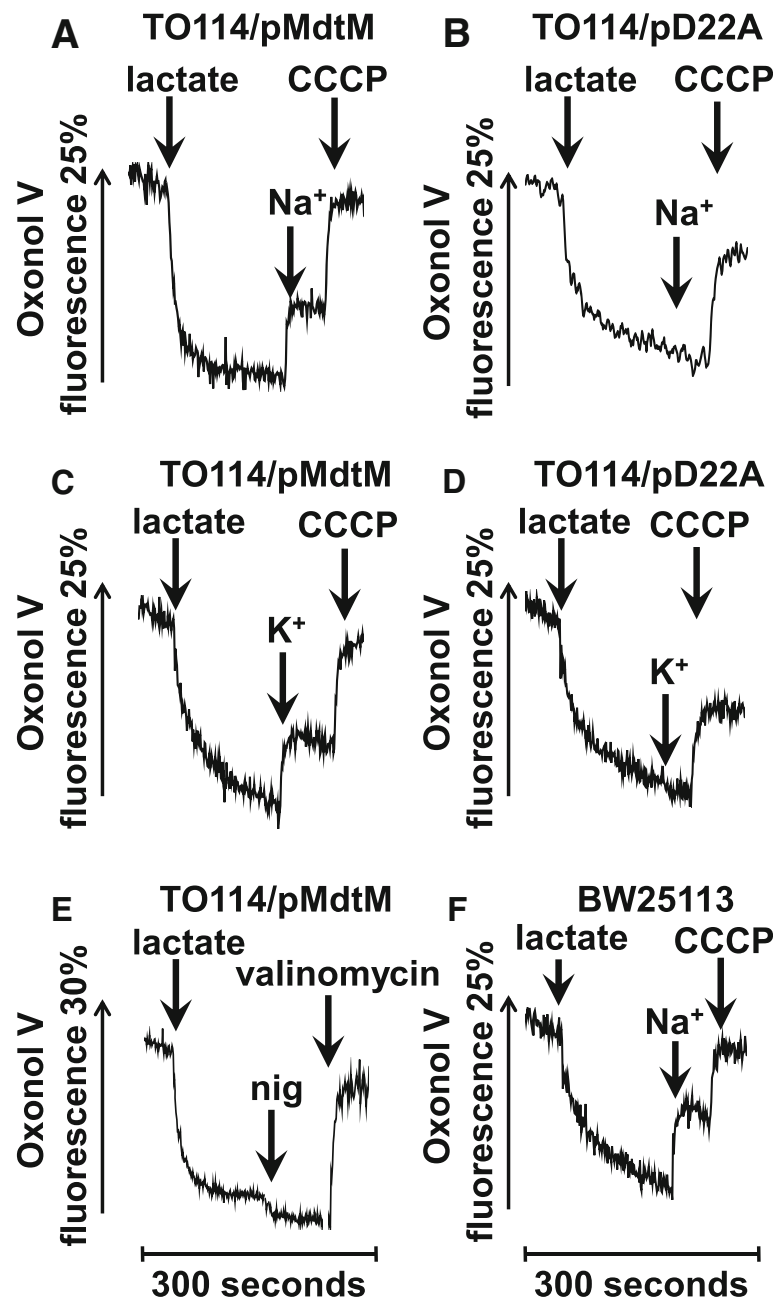 A
TO114/pMdtM
lactate
CCCP
Na+
Oxonol V
fluorescence 25%
B
TO114/pD22A
lactate
CCCP
Na+
Oxonol V
fluorescence 25%
C
TO114/pMdtM
lactate
CCCP
K+
Oxonol V
fluorescence 25%
D
TO114/pD22A
lactate
CCCP
K+
Oxonol V
fluorescence 25%
E
TO114/pMdtM
lactate
valinomycin
nig
Oxonol V
fluorescence 30%
300 seconds
F
BW25113
lactate
CCCP
Na+
Oxonol V
fluorescence 25%
300 seconds